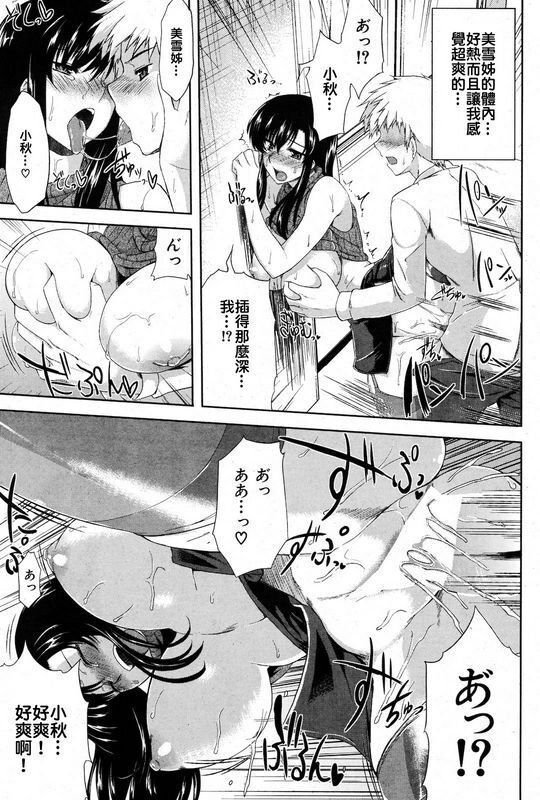 美雪姊的體內…
好熱而且讓我感
覺超爽的…
あっ!?
小秋…
插得那麼深
我…!?
美雪姊…
小秋…♡
んっ
あっ!?
あっ
ああ…っ♡
あっ
小秋…
好爽！
好爽啊！